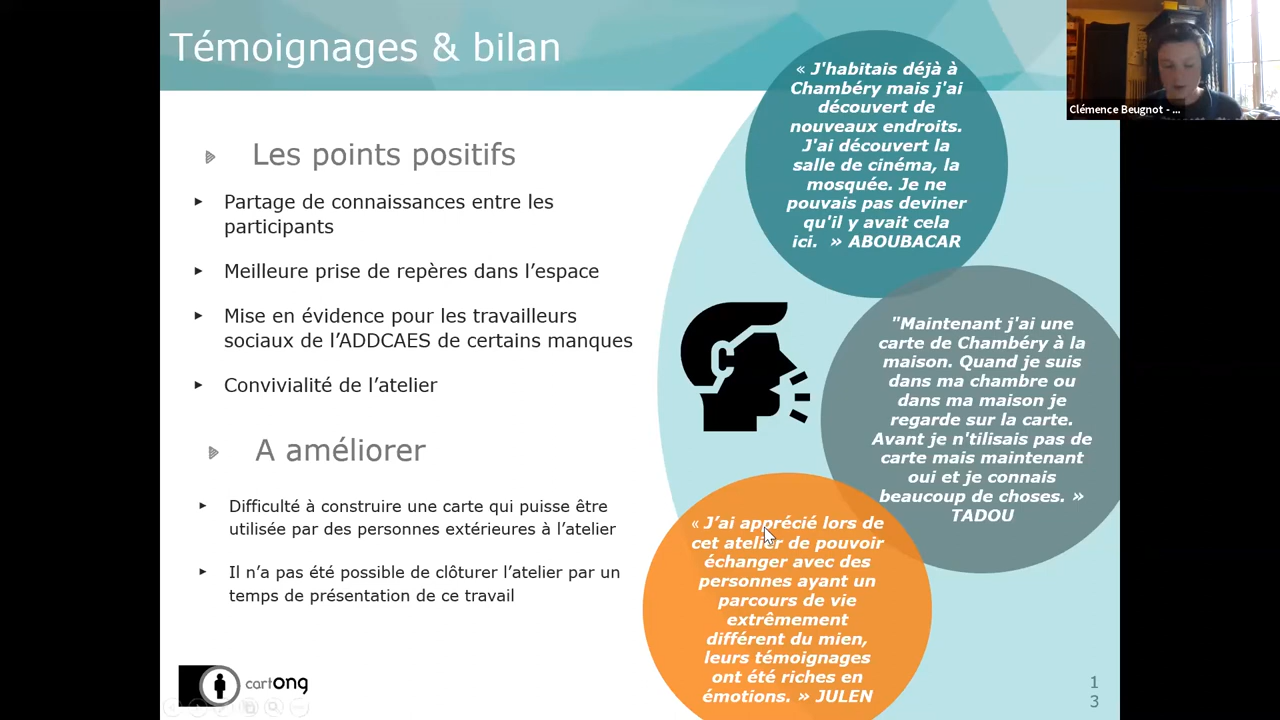 Témoignages & bilan
Les points positifs
Partage de connaissances entre les
participants
Meilleure prise de repères dans l’espace
Mise en évidence pour les travailleurs
sociaux de l’ADDCAES de certains manques
Convivialité de l’atelier
A améliorer
Difficulté à construire une carte qui puisse être
utilisée par des personnes extérieures à l’atelier
Il n’a pas été possible de clôturer l’atelier par un
temps de présentation de ce travail
« J'habitais déjà à
Chambéry mais j'ai
découvert de
nouveaux endroits.
J'ai découvert la
salle de cinéma, la
mosquée. Je ne
pouvais pas deviner
qu'il y avait cela
ici.  » ABOUBACAR
"Maintenant j'ai une
carte de Chambéry à la
maison. Quand je suis
dans ma chambre ou
dans ma maison je
regarde sur la carte.
Avant je n'tilisais pas de
carte mais maintenant
oui et je connais
beaucoup de choses. »
TADOU
« J’ai apprécié lors de
cet atelier de pouvoir
échanger avec des
personnes ayant un
parcours de vie
extrêmement
différent du mien,
leurs témoignages
ont été riches en
émotions. » JULEN
cartONG
1
3
Clémence Beugnot - ...